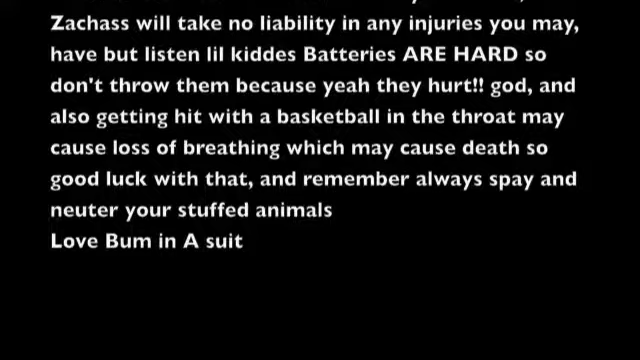 Zachass will take no liability in any injuries you may,
have but listen lil kiddes Batteries ARE HARD so
don't throw them because yeah they hurt!! god, and
also getting hit with a basketball in the throat may
cause loss of breathing which may cause death so
good luck with that, and remember always spay and
neuter your stuffed animals
Love Bum in A suit